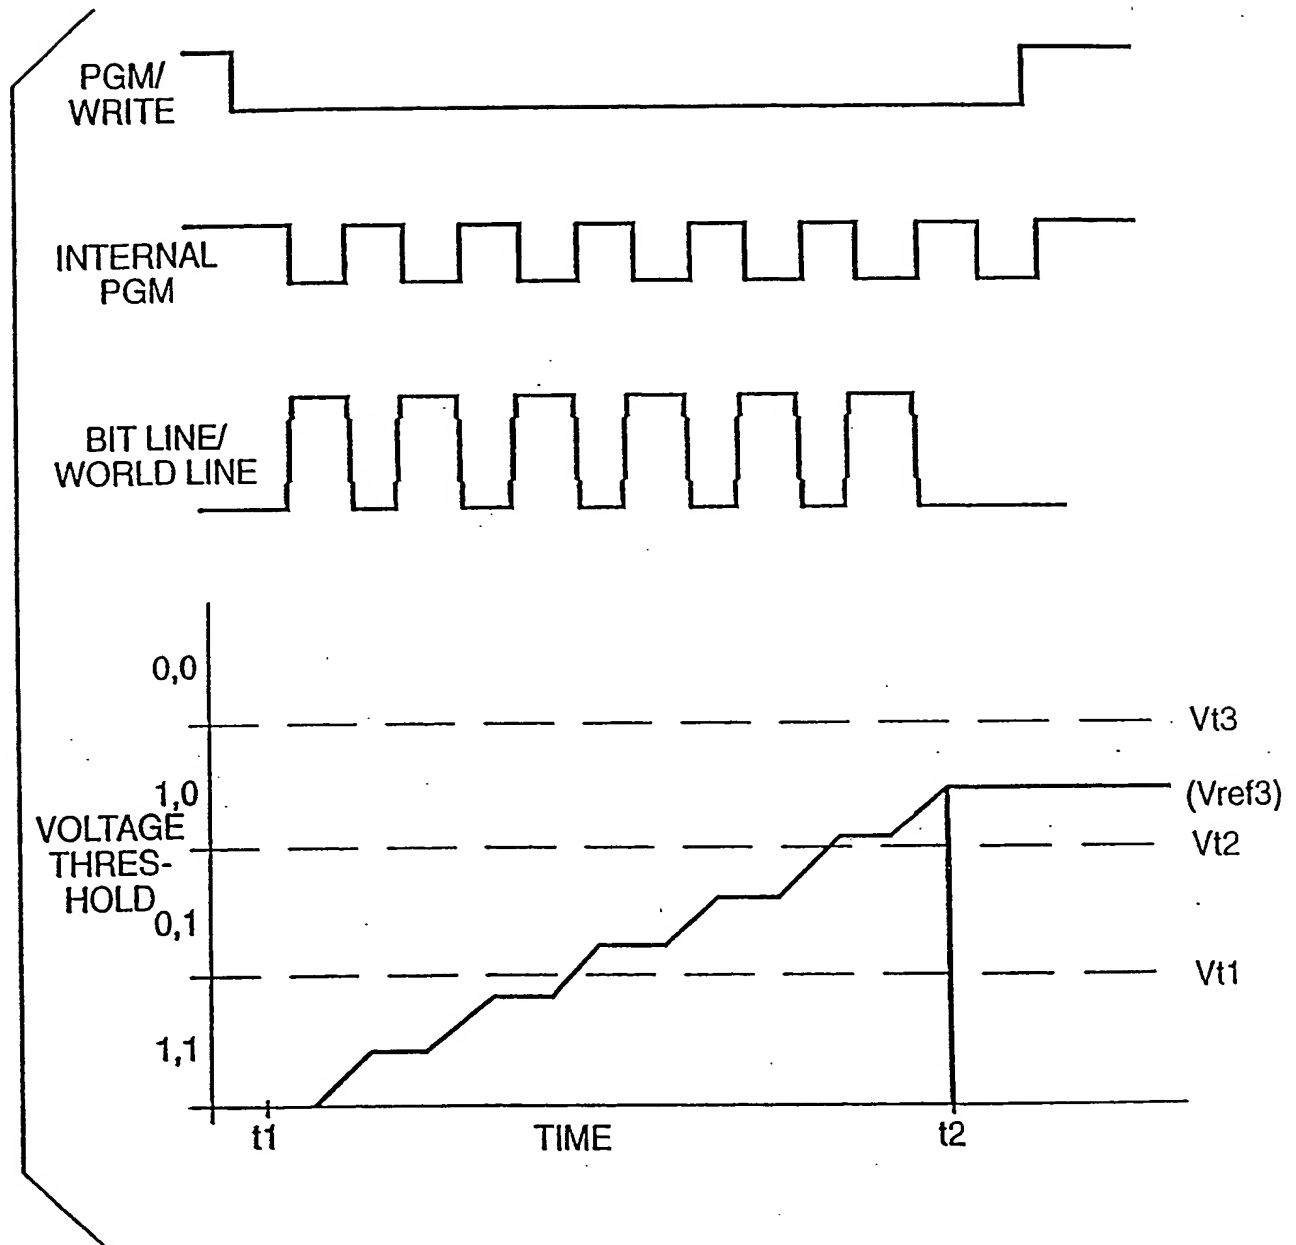 PGM/
WRITE
INTERNAL
PGM
BIT LINE/
WORLD LINE
0,0
Vt3
1,0
(Vref3)
VOLTAGE
THRES-
HOLD
Vt2
0,1
Vt1
1,1
t1
TIME
t2